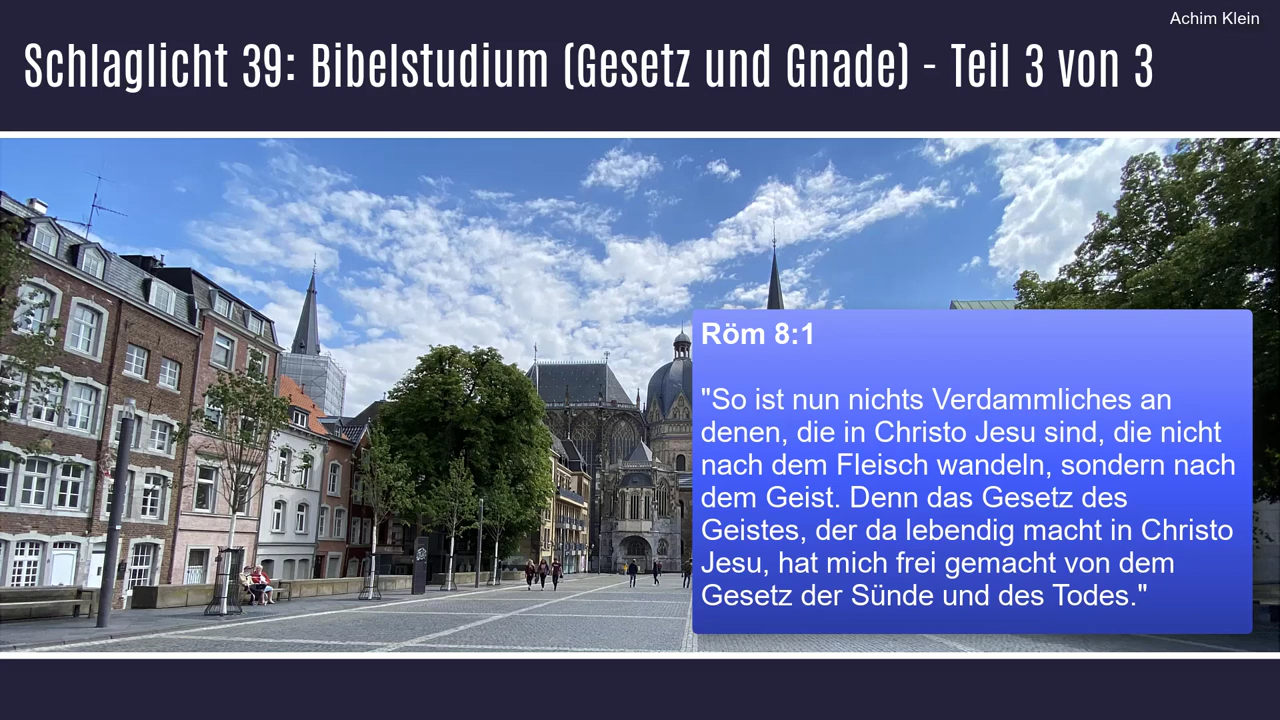 Achim Klein
Schlaglicht 39: Bibelstudium (Gesetz und Gnade) - Teil 3 von 3
Röm 8:1
"So ist nun nichts Verdammliches an
denen, die in Christo Jesu sind, die nicht
nach dem Fleisch wandeln, sondern nach
dem Geist. Denn das Gesetz des
Geistes, der da lebendig macht in Christo
Jesu, hat mich frei gemacht von dem
Gesetz der Sünde und des Todes."